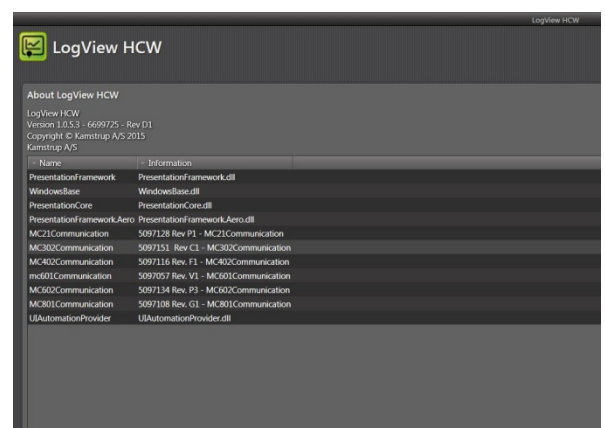 LogView HCW
LogView HCW
About LogView HCW
LogView HCW
Version 1.0.5.3 - 6699725 - Rev D1
Copyright © Kamstrup A/S 2015
Kamstrup A/S
Name Information
PresentationFramework PresentationFramework.dll
WindowsBase WindowsBase.dll
PresentationCore PresentationCore.dll
PresentationFramework.Aero PresentationFramework.Aero.dll
MC21Communication 5097128 Rev P1 - MC21Communication
MC302Communication 5097151 Rev C1 - MC302Communication
MC402Communication 5097116 Rev. F1 - MC402Communication
mc601Communication 5097057 Rev. V1 - MC601Communication
MC602Communication 5097134 Rev. P3 - MC602Communication
MC801Communication 5097108 Rev. G1 - MC801Communication
UIAutomationProvider UIAutomationProvider.dll